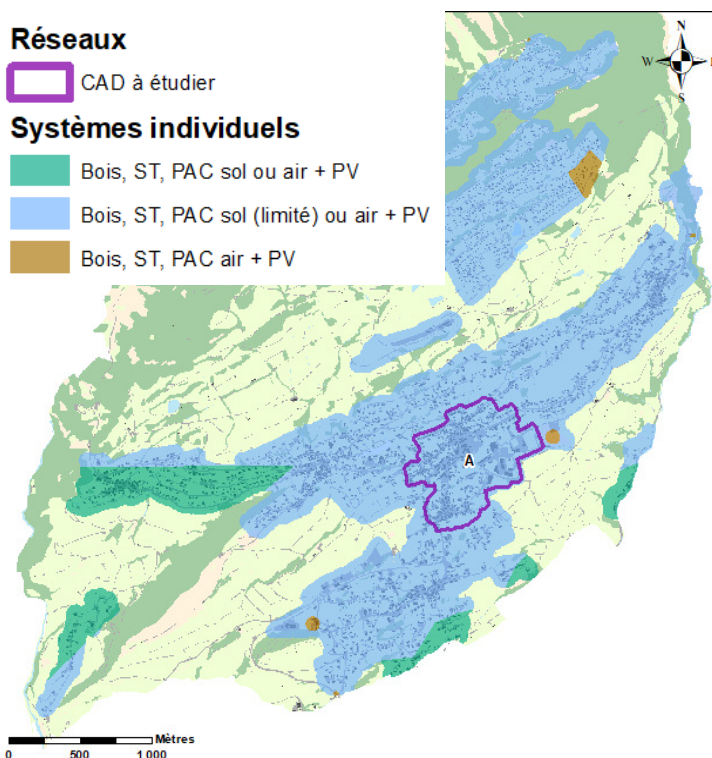 Réseaux
CAD à étudier
Systèmes individuels
Bois, ST, PAC sol ou air + PV
Bois, ST, PAC sol (limité) ou air + PV
Bois, ST, PAC air + PV
N
W
S
A
Mètres
0 500 1 000